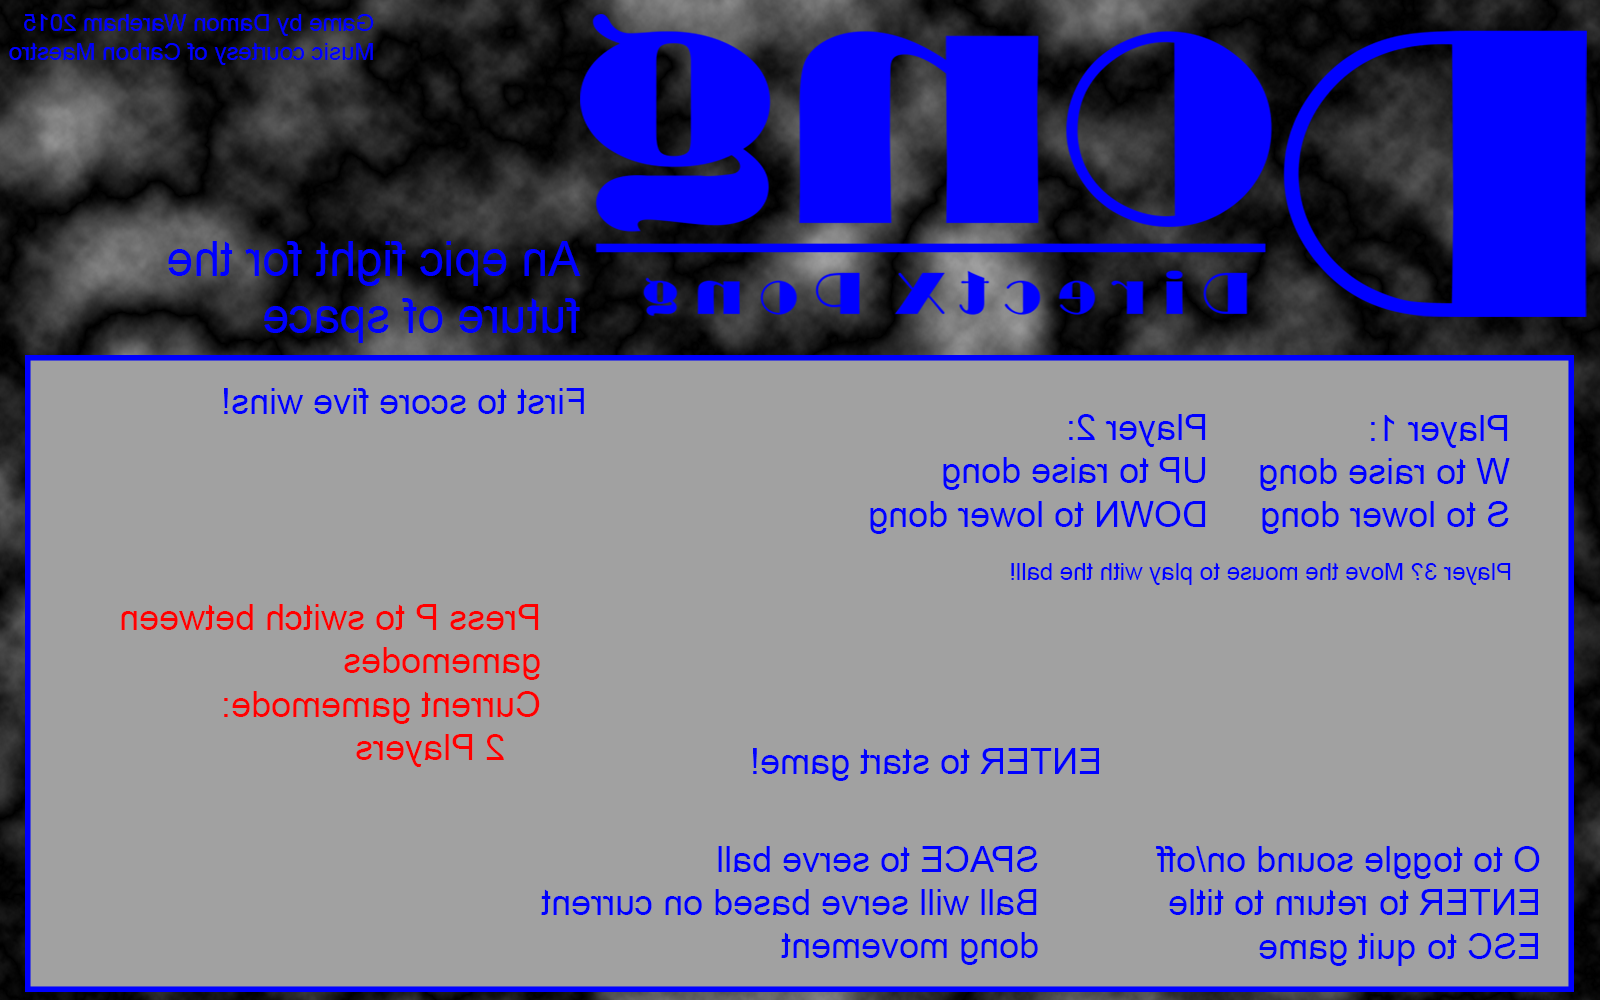 Dong
DirectX Dong
An epic fight for the
future of space
Game by Damon Wareham 2015
Music courtesy of Carbon Maestro
Player 1:
W to raise dong
S to lower dong
Player 2:
UP to raise dong
DOWN to lower dong
Player 3? Move the mouse to play with the ball!
First to score five wins!
Press P to switch between
gamemodes
Current gamemode:
2 Players
ENTER to start game!
O to toggle sound on/off
ENTER to return to title
ESC to quit game
SPACE to serve ball
Ball will serve based on current
dong movement